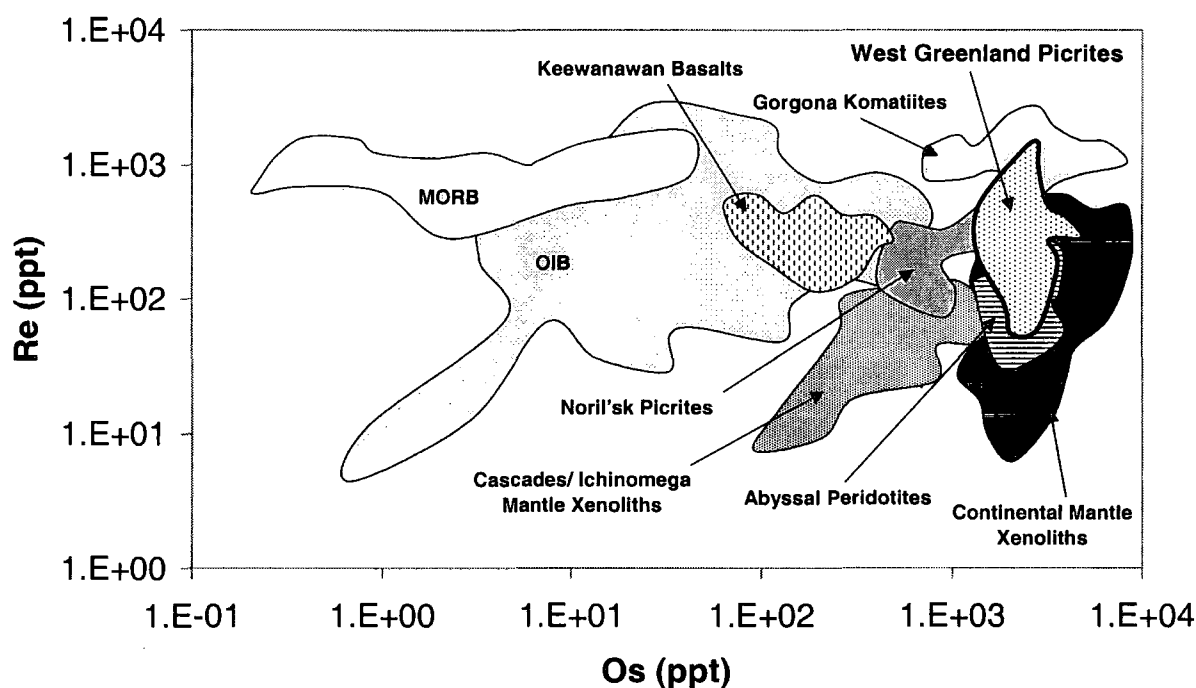 1.E+04
Keewanawan Basalts
West Greenland Picrites
Gorgona Komatiites
1.E+03
MORB
OIB
Re (ppt)
1.E+02
Noril'sk Picrites
1.E+01
Cascades/ Ichinomega
Mantle Xenoliths
Abyssal Peridotites
Continental Mantle
Xenoliths
1.E+00
1.E-01
1.E+00
1.E+01
1.E+02
1.E+03
1.E+04
Os (ppt)